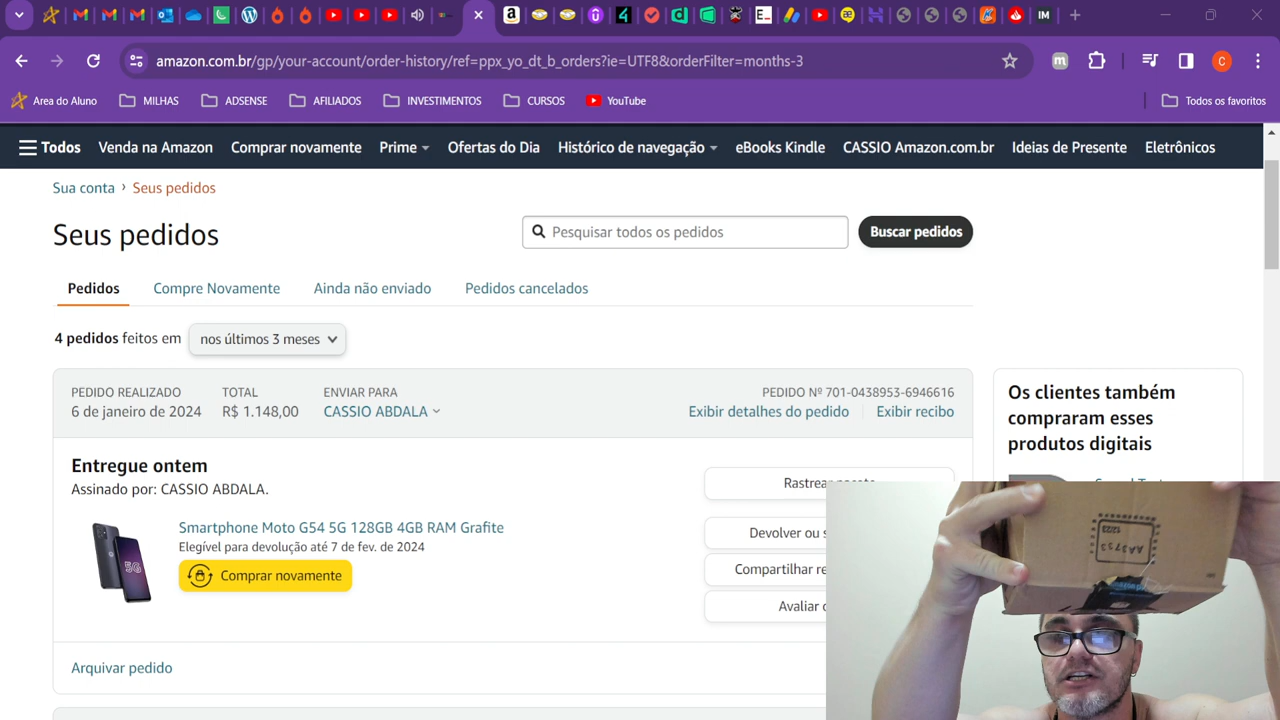 amazon.com.br/gp/your-account/order-history/ref=ppx_yo_dt_b_orders?ie=UTF8&orderFilter=months-3
Area do Aluno MILHAS ADSENSE AFILIADOS INVESTIMENTOS CURSOS YouTube Todos os favoritos
Todos Venda na Amazon Comprar novamente Prime Ofertas do Dia Histórico de navegação eBooks Kindle CASSIO Amazon.com.br Ideias de Presente Eletrônicos
Sua conta › Seus pedidos
Seus pedidos
Pesquisar todos os pedidos
Buscar pedidos
Pedidos Compre Novamente Ainda não enviado Pedidos cancelados
4 pedidos feitos em nos últimos 3 meses
PEDIDO REALIZADO TOTAL ENVIAR PARA PEDIDO Nº 701-0438953-6946616
6 de janeiro de 2024 R$ 1.148,00 CASSIO ABDALA Exibir detalhes do pedido Exibir recibo
Entregue ontem
Assinado por: CASSIO ABDALA.
Smartphone Moto G54 5G 128GB 4GB RAM Grafite
Elegível para devolução até 7 de fev. de 2024
Comprar novamente
5G
Rastrear
Devolver ou
Compartilhar
Avaliar
Arquivar pedido
Os clientes também
compraram esses
produtos digitais